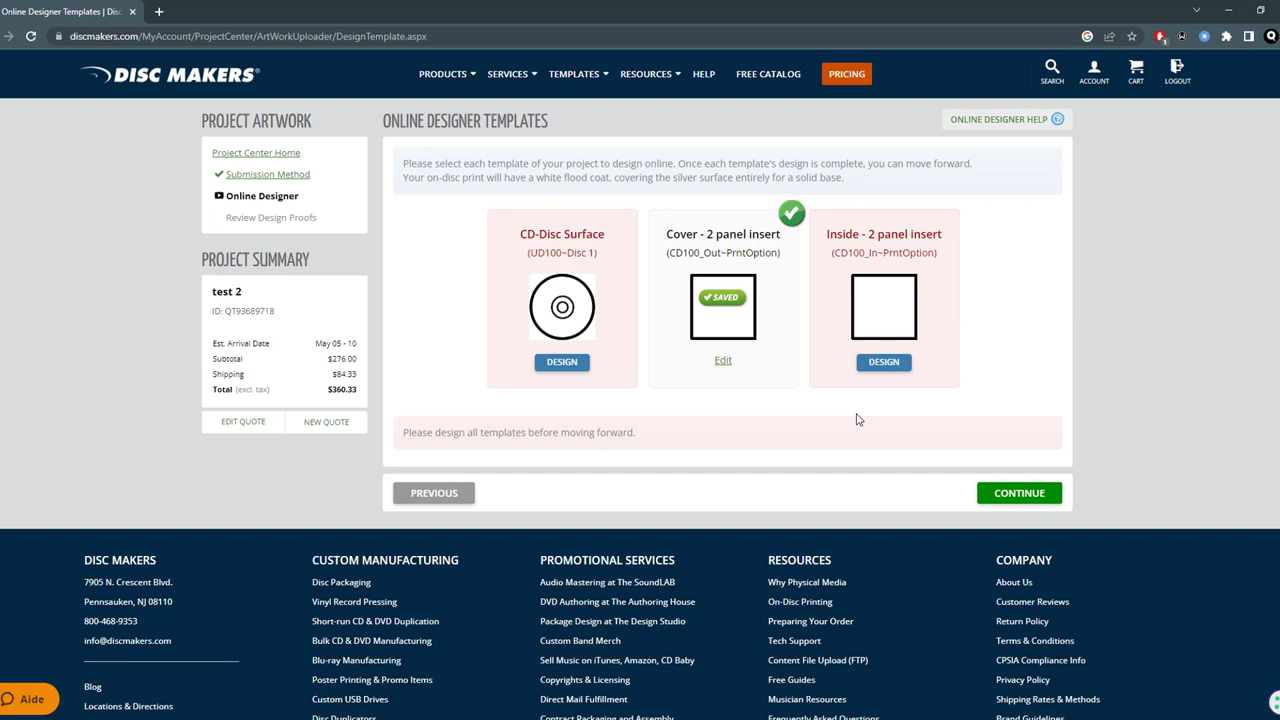 Online Designer Templates | Disc
discmakers.com/MyAccount/ProjectCenter/ArtWorkUploader/DesignTemplate.aspx
DISC MAKERS
PRODUCTS
SERVICES
TEMPLATES
RESOURCES
HELP
FREE CATALOG
PRICING
SEARCH
ACCOUNT
CART
LOGOUT
PROJECT ARTWORK
Project Center Home
Submission Method
Online Designer
Review Design Proofs
PROJECT SUMMARY
test 2
ID: QT93689718
Est. Arrival Date May 05 - 10
Subtotal $276.00
Shipping $84.33
Total (excl. tax) $360.33
EDIT QUOTE
NEW QUOTE
ONLINE DESIGNER TEMPLATES
ONLINE DESIGNER HELP ?
Please select each template of your project to design online. Once each template's design is complete, you can move forward.
Your on-disc print will have a white flood coat, covering the silver surface entirely for a solid base.
CD-Disc Surface
(UD100~Disc 1)
DESIGN
Cover - 2 panel insert
(CD100_Out~PrntOption)
SAVED
Edit
Inside - 2 panel insert
(CD100_In~PrntOption)
DESIGN
Please design all templates before moving forward.
PREVIOUS
CONTINUE
DISC MAKERS
7905 N. Crescent Blvd.
Pennsauken, NJ 08110
800-468-9353
info@discmakers.com
Blog
Locations & Directions
CUSTOM MANUFACTURING
Disc Packaging
Vinyl Record Pressing
Short-run CD & DVD Duplication
Bulk CD & DVD Manufacturing
Blu-ray Manufacturing
Poster Printing & Promo Items
Custom USB Drives
Disc Duplicators
PROMOTIONAL SERVICES
Audio Mastering at The SoundLAB
DVD Authoring at The Authoring House
Package Design at The Design Studio
Custom Band Merch
Sell Music on iTunes, Amazon, CD Baby
Copyrights & Licensing
Direct Mail Fulfillment
Contract Packaging and Assembly
RESOURCES
Why Physical Media
On-Disc Printing
Preparing Your Order
Tech Support
Content File Upload (FTP)
Free Guides
Musician Resources
Frequently Asked Questions
COMPANY
About Us
Customer Reviews
Return Policy
Terms & Conditions
CPSIA Compliance Info
Privacy Policy
Shipping Rates & Methods
Brand Guidelines
Aide